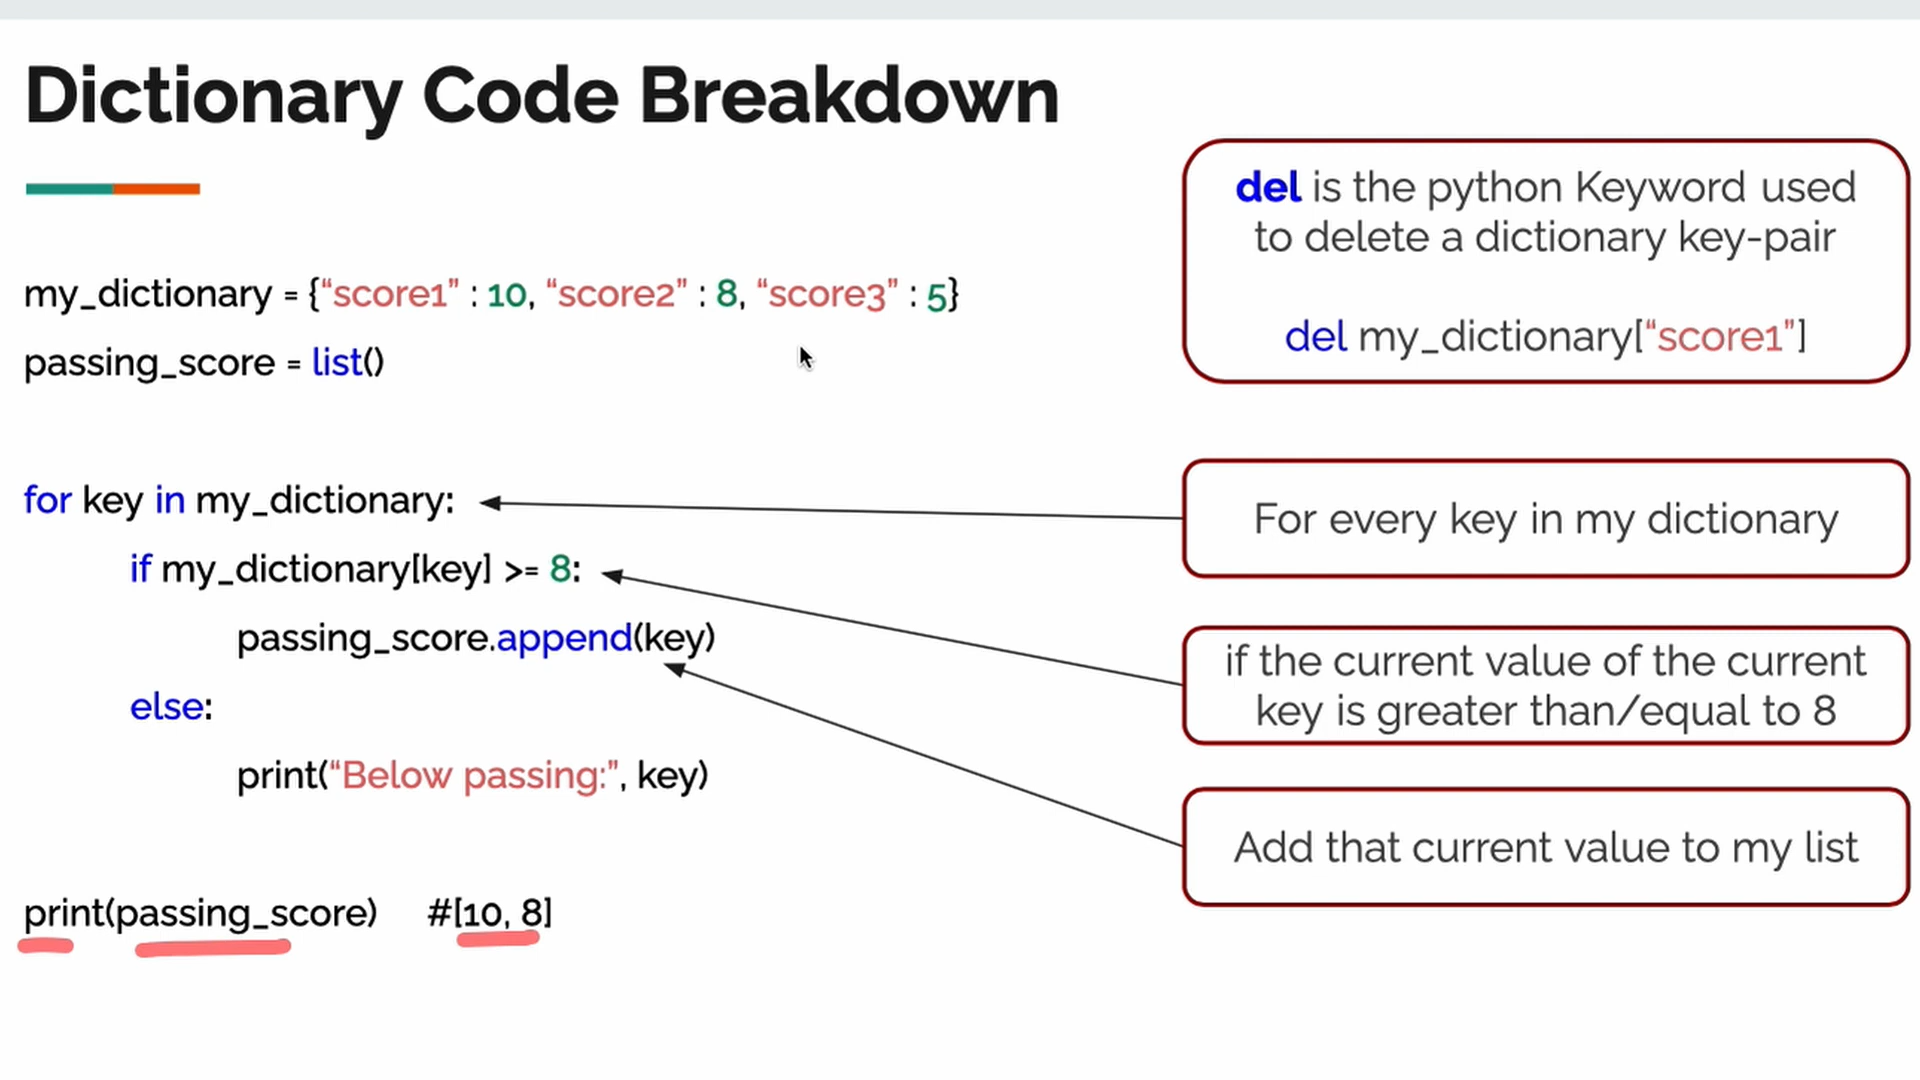 Dictionary Code Breakdown
my_dictionary = {“score1” : 10, “score2” : 8, “score3” : 5}
passing_score = list()
for key in my_dictionary:
if my_dictionary[key] >= 8:
passing_score.append(key)
else:
print(“Below passing:”, key)
print(passing_score) #[10, 8]
del is the python Keyword used
to delete a dictionary key-pair
del my_dictionary[“score1”]
For every key in my dictionary
if the current value of the current
key is greater than/equal to 8
Add that current value to my list